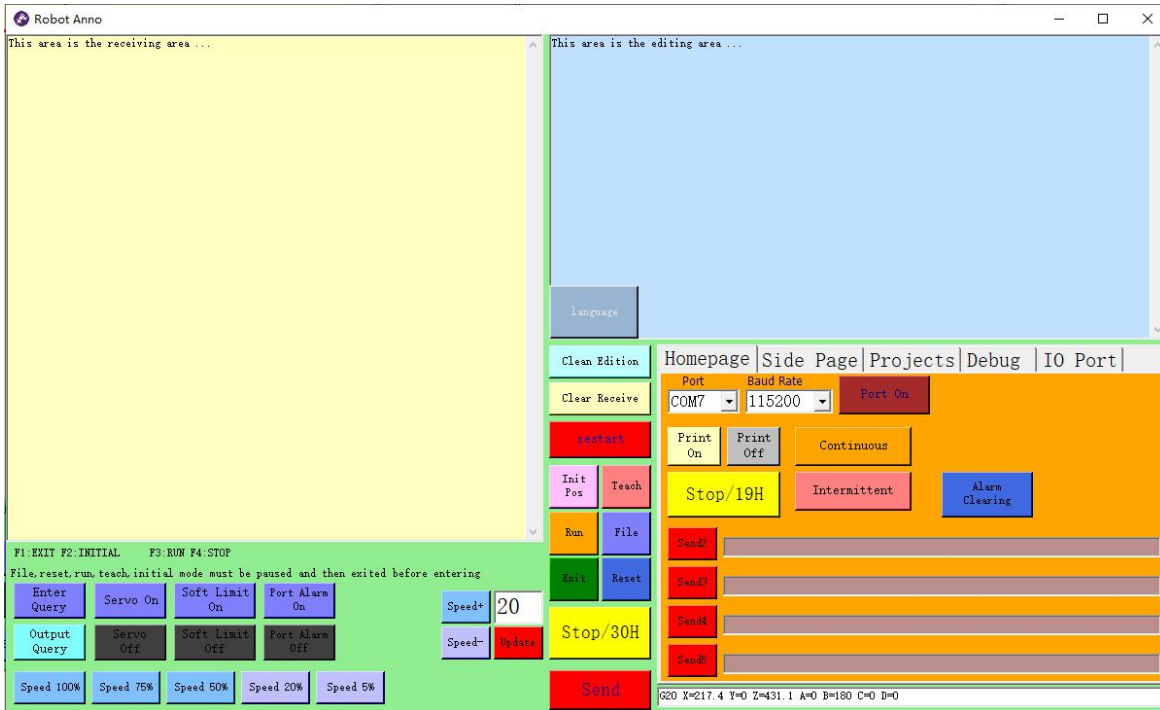 Robot Anno
This area is the receiving area ...
This area is the editing area ...
language
Clean Edition
Clear Receive
restart
Init Pos
Teach
Run
File
Exit
Reset
Stop/30H
Send
Homepage
Side Page
Projects
Debug
IO Port
Port
Baud Rate
COM7
115200
Port On
Print On
Print Off
Continuous
Stop/19H
Intermittent
Alarm Clearing
Send2
Send3
Send4
Send5
G20 X=217.4 Y=0 Z=431.1 A=0 B=180 C=0 D=0
F1:EXIT F2:INITIAL F3:RUN F4:STOP
File,reset,run,teach,initial mode must be paused and then exited before entering
Enter Query
Servo On
Soft Limit On
Port Alarm On
Speed+
20
Output Query
Servo Off
Soft Limit Off
Port Alarm Off
Speed-
Update
Speed 100%
Speed 75%
Speed 50%
Speed 20%
Speed 5%